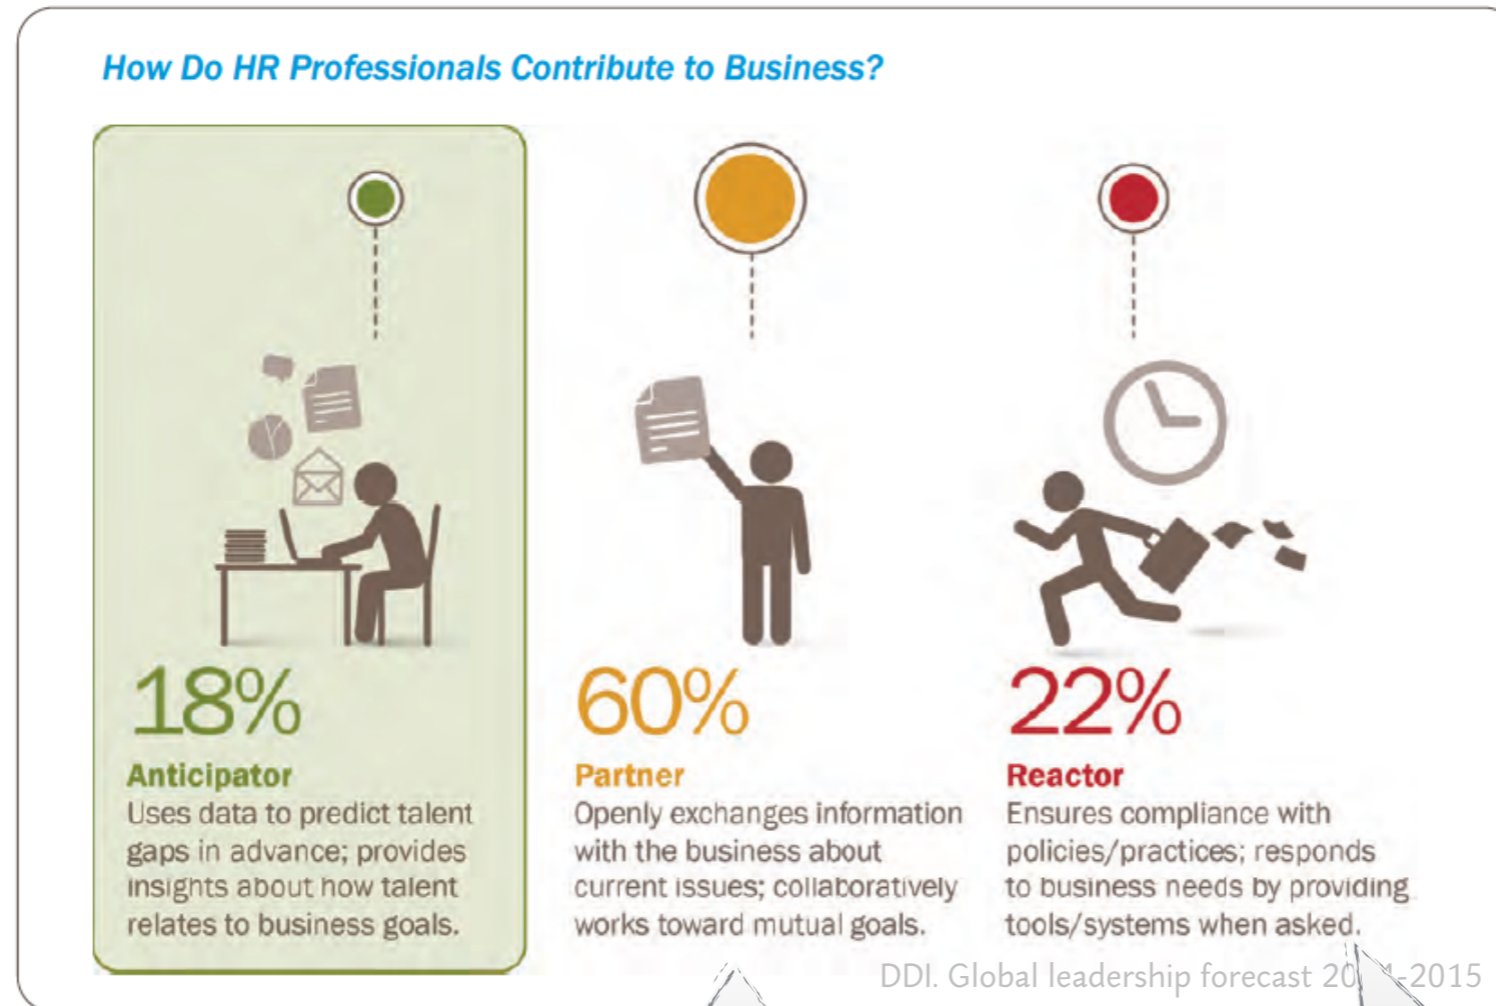 How Do HR Professionals Contribute to Business?
18%
Anticipator
Uses data to predict talent
gaps in advance; provides
insights about how talent
relates to business goals.
60%
Partner
Openly exchanges information
with the business about
current issues; collaboratively
works toward mutual goals.
22%
Reactor
Ensures compliance with
policies/practices; responds
to business needs by providing
tools/systems when asked.
DDI. Global leadership forecast 2014-2015